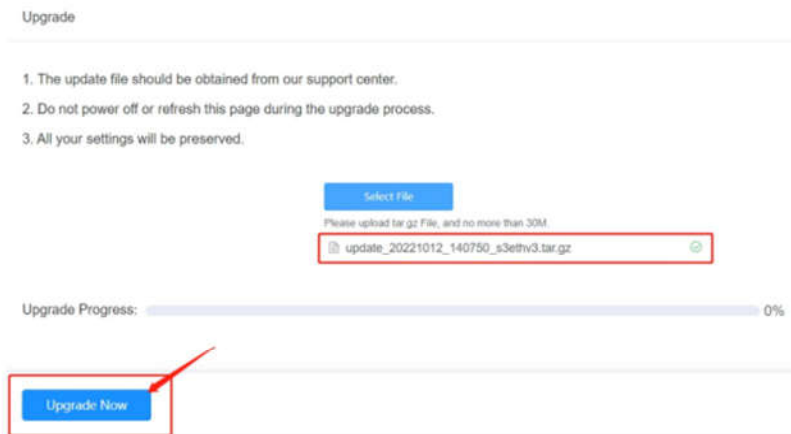 Upgrade
1. The update file should be obtained from our support center.
2. Do not power off or refresh this page during the upgrade process.
3. All your settings will be preserved.
Select File
Please upload tar.gz File, and no more than 30M.
update_20221012_140750_s3ethv3.tar.gz
Upgrade Progress: 0%
Upgrade Now